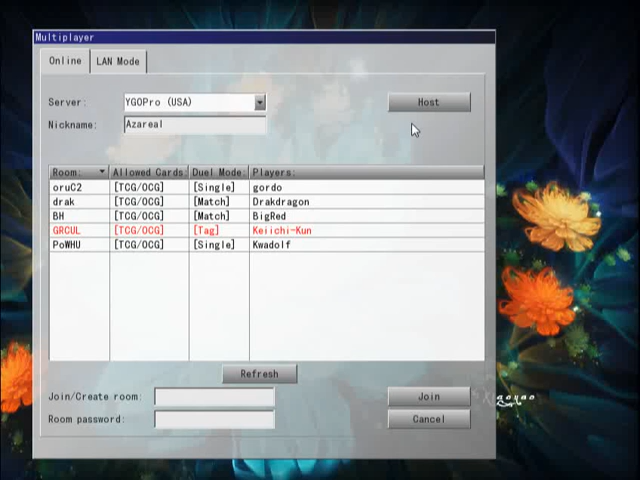 Multiplayer
Online LAN Mode
Server: YGOPro (USA) Host
Nickname: Azareal
Room: Allowed Cards: Duel Mode: Players:
oruC2 [TCG/OCG] [Single] gordo
drak [TCG/OCG] [Match] Drakdragon
BH [TCG/OCG] [Match] BigRed
GRCUL [TCG/OCG] [Tag] Keiichi-Kun
PoWHU [TCG/OCG] [Single] Kwadolf
Refresh
Join/Create room: Join
Room password: Cancel